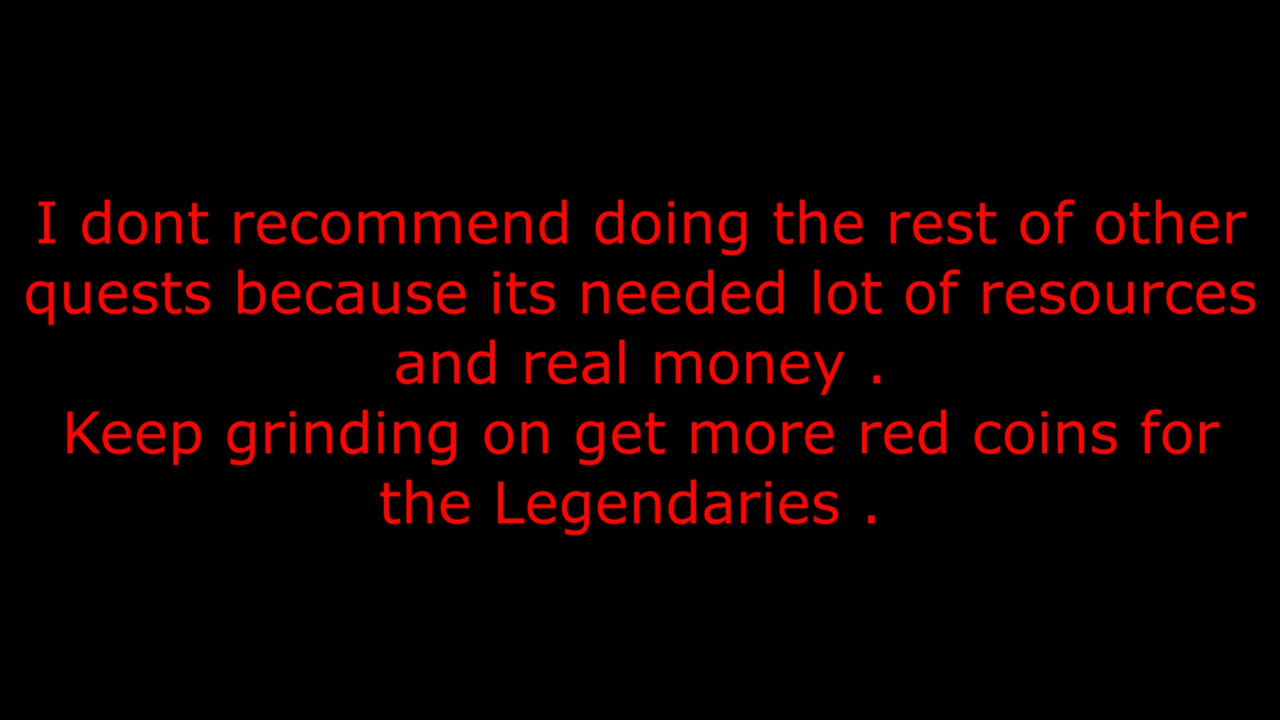 I dont recommend doing the rest of other
quests because its needed lot of resources
and real money .
Keep grinding on get more red coins for
the Legendaries .